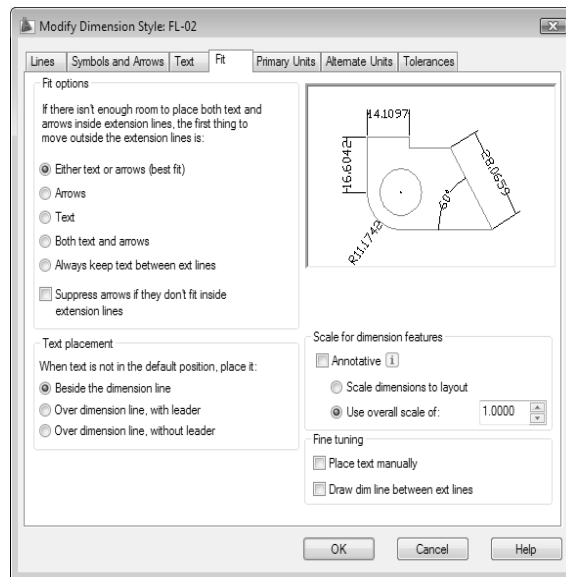 Modify Dimension Style: FL-02
Lines
Symbols and Arrows
Text
Fit
Primary Units
Alternate Units
Tolerances
Fit options
If there isn't enough room to place both text and
arrows inside extension lines, the first thing to
move outside the extension lines is:
Either text or arrows (best fit)
Arrows
Text
Both text and arrows
Always keep text between ext lines
Suppress arrows if they don't fit inside
extension lines
Text placement
When text is not in the default position, place it:
Beside the dimension line
Over dimension line, with leader
Over dimension line, without leader
14.1097
16.6042
28.0659
60°
R11.1742
Scale for dimension features
Annotative
Scale dimensions to layout
Use overall scale of: 1.0000
Fine tuning
Place text manually
Draw dim line between ext lines
OK
Cancel
Help